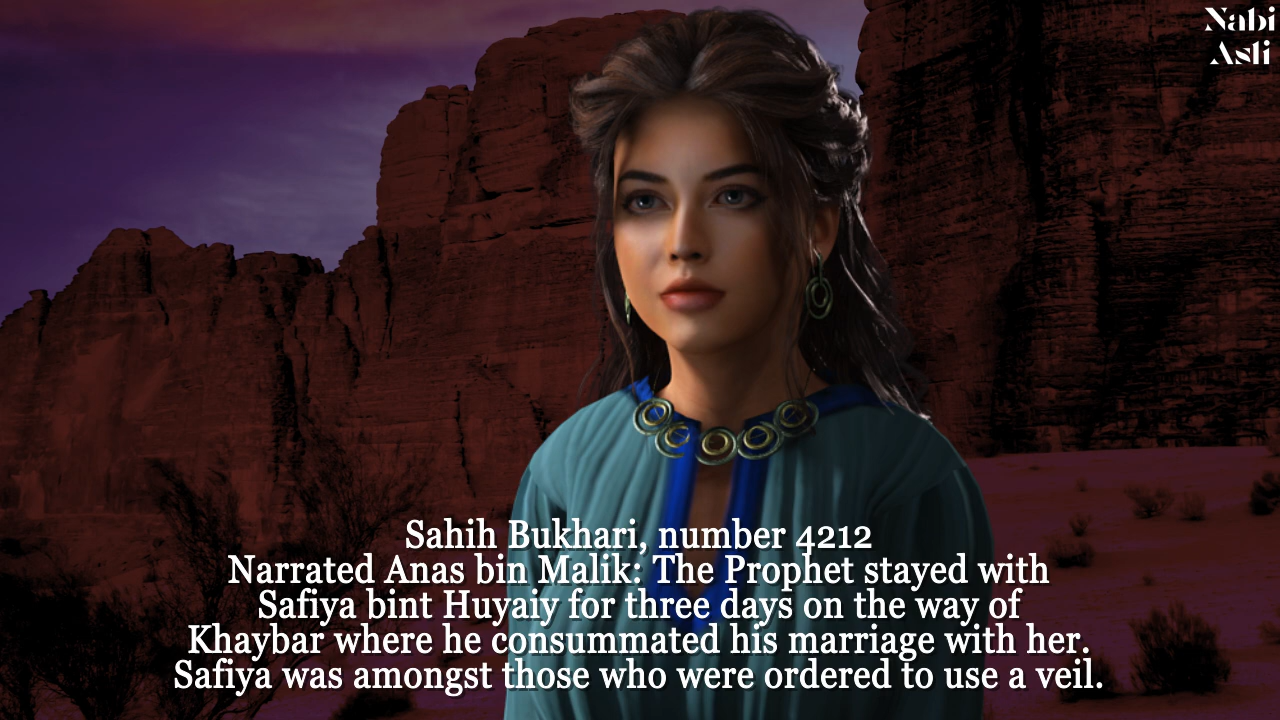 Nabi
Asli
Sahih Bukhari, number 4212
Narrated Anas bin Malik: The Prophet stayed with
Safiya bint Huyaiy for three days on the way of
Khaybar where he consummated his marriage with her.
Safiya was amongst those who were ordered to use a veil.